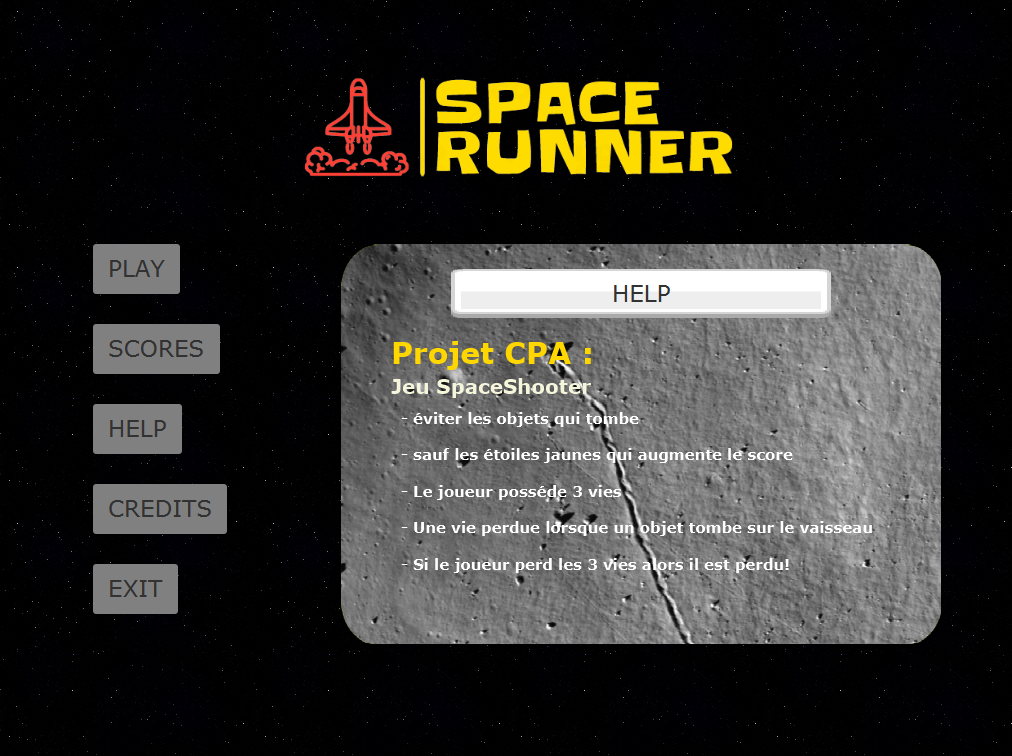 SPACE
RUNNER
PLAY
SCORES
HELP
CREDITS
EXIT
HELP
Projet CPA :
Jeu SpaceShooter
- éviter les objets qui tombe
- sauf les étoiles jaunes qui augmente le score
- Le joueur posséde 3 vies
- Une vie perdue lorsque un objet tombe sur le vaisseau
- Si le joueur perd les 3 vies alors il est perdu!